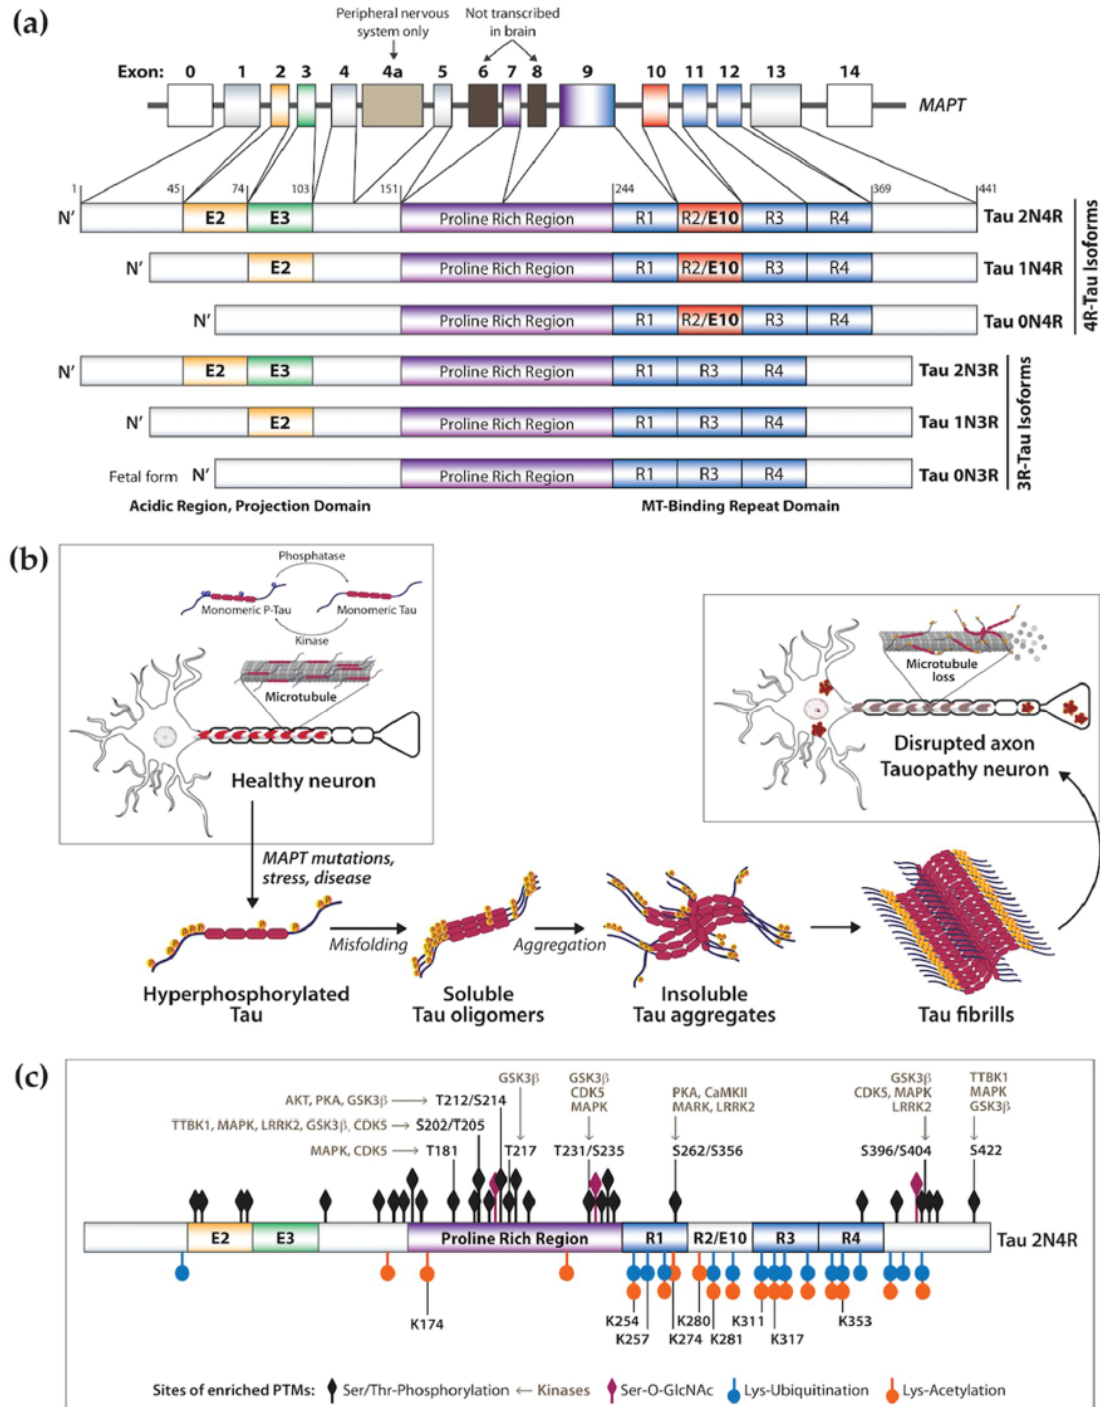 (a)
Peripheral nervous
system only
Not transcribed
in brain
Exon: 0 1 2 3 4 4a 5 6 7 8 9 10 11 12 13 14
MAPT
1 45 74 103 151 244 369 441
N′ E2 E3 Proline Rich Region R1 R2/E10 R3 R4 Tau 2N4R
N′ E2 Proline Rich Region R1 R2/E10 R3 R4 Tau 1N4R
N′ Proline Rich Region R1 R2/E10 R3 R4 Tau 0N4R
4R-Tau Isoforms
N′ E2 E3 Proline Rich Region R1 R3 R4 Tau 2N3R
N′ E2 Proline Rich Region R1 R3 R4 Tau 1N3R
Fetal form N′ Proline Rich Region R1 R3 R4 Tau 0N3R
3R-Tau Isoforms
Acidic Region, Projection Domain MT-Binding Repeat Domain
(b)
Phosphatase
Monomeric P-Tau Monomeric Tau
Kinase
Microtubule
Healthy neuron
Microtubule
loss
Disrupted axon
Tauopathy neuron
MAPT mutations,
stress, disease
Misfolding
Aggregation
Hyperphosphorylated
Tau
Soluble
Tau oligomers
Insoluble
Tau aggregates
Tau fibrills
(c)
GSK3β
GSK3β
CDK5
MAPK
PKA, CaMKII
MARK, LRRK2
GSK3β
CDK5, MAPK
LRRK2
TTBK1
MAPK
GSK3β
AKT, PKA, GSK3β → T212/S214
TTBK1, MAPK, LRRK2, GSK3β, CDK5 → S202/T205
MAPK, CDK5 → T181 T217 T231/S235 S262/S356 S396/S404 S422
E2 E3 Proline Rich Region R1 R2/E10 R3 R4 Tau 2N4R
K174
K254
K257
K274
K280
K281
K311
K317
K353
Sites of enriched PTMs: Ser/Thr-Phosphorylation ← Kinases Ser-O-GlcNAc Lys-Ubiquitination Lys-Acetylation